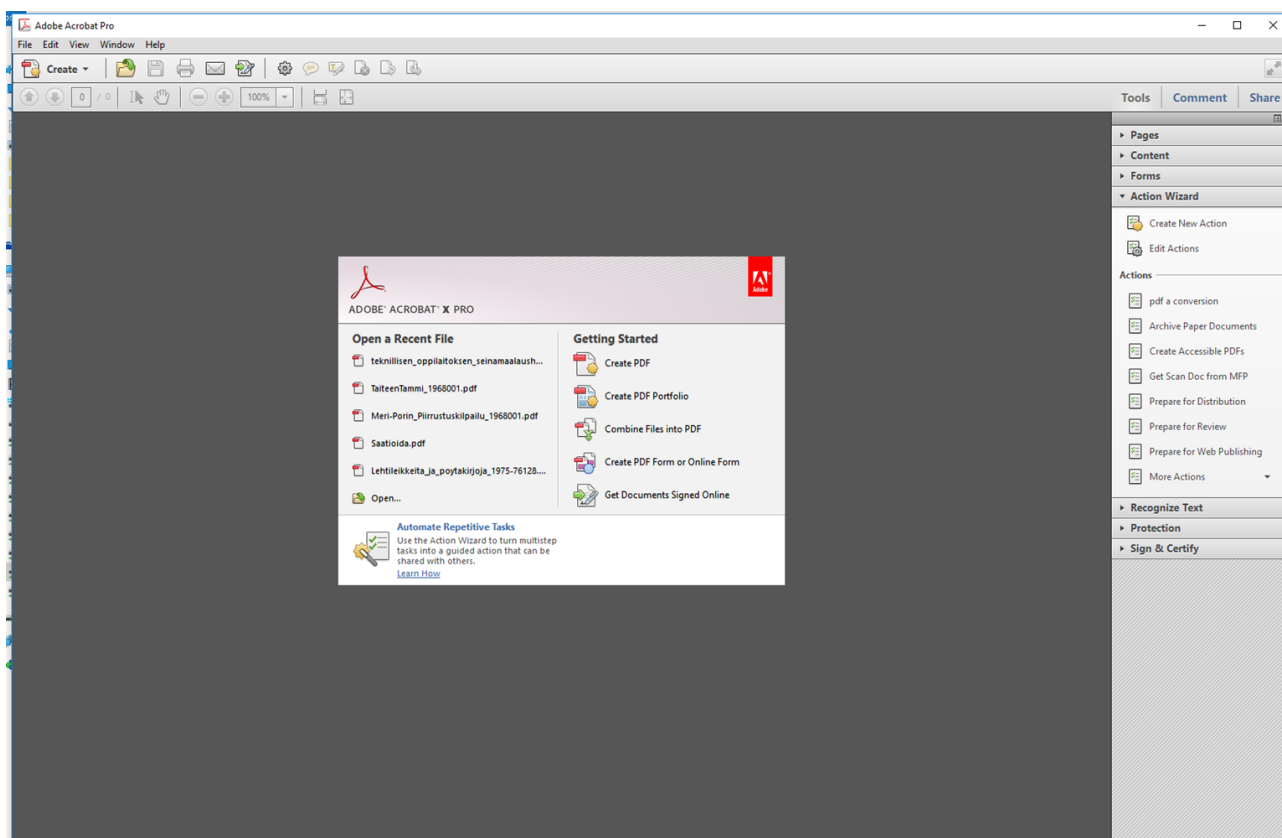 Adobe Acrobat Pro
File Edit View Window Help
Create
0 / 0 100% Tools Comment Share
Pages
Content
Forms
Action Wizard
Create New Action
Edit Actions
Actions
pdf a conversion
Archive Paper Documents
Create Accessible PDFs
Get Scan Doc from MFP
Prepare for Distribution
Prepare for Review
Prepare for Web Publishing
More Actions
Recognize Text
Protection
Sign & Certify
Adobe
ADOBE® ACROBAT® X PRO
Open a Recent File
teknillisen_oppilaitoksen_seinamaalaush...
TaiteenTammi_1968001.pdf
Meri-Porin_Piirrustuskilpailu_1968001.pdf
Saatioida.pdf
Lehtileikkeita_ja_poytakirjoja_1975-76128....
Open...
Getting Started
Create PDF
Create PDF Portfolio
Combine Files into PDF
Create PDF Form or Online Form
Get Documents Signed Online
Automate Repetitive Tasks
Use the Action Wizard to turn multistep
tasks into a guided action that can be
shared with others.
Learn How